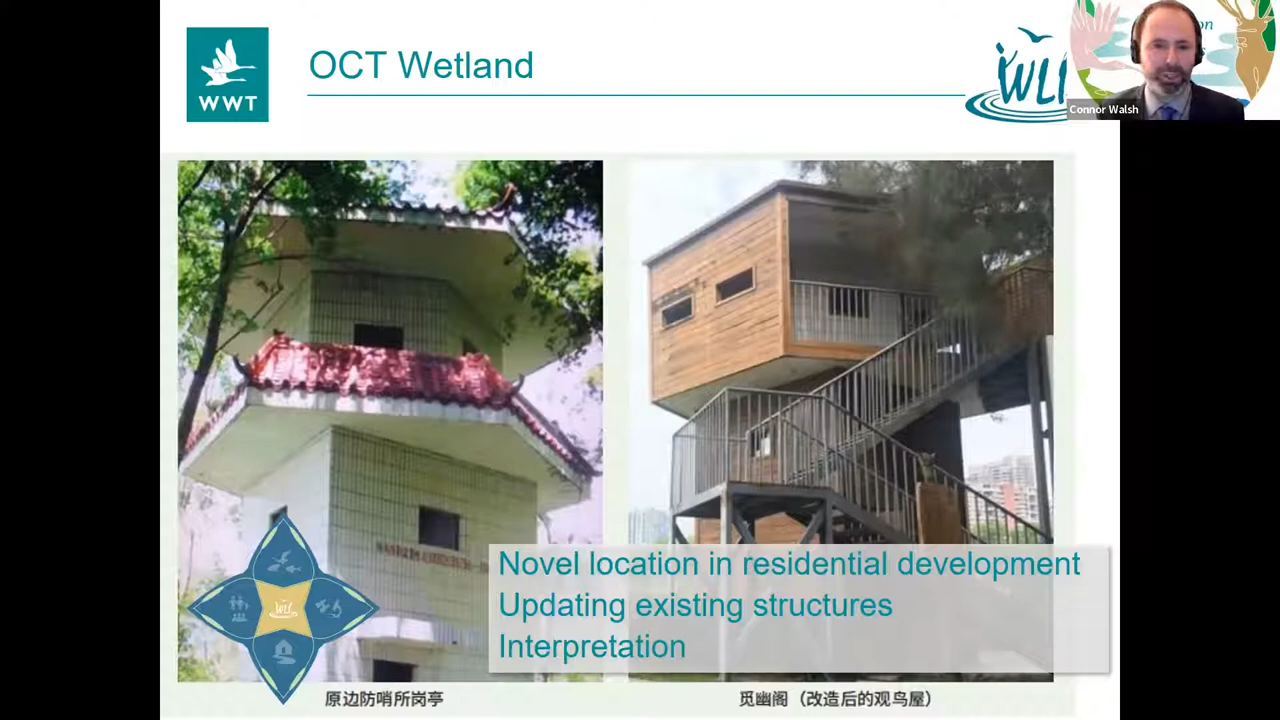 WWT
OCT Wetland
WLI
Connor Walsh
Novel location in residential development
Updating existing structures
Interpretation
WLI
原边防哨所岗亭
觅幽阁（改造后的观鸟屋）